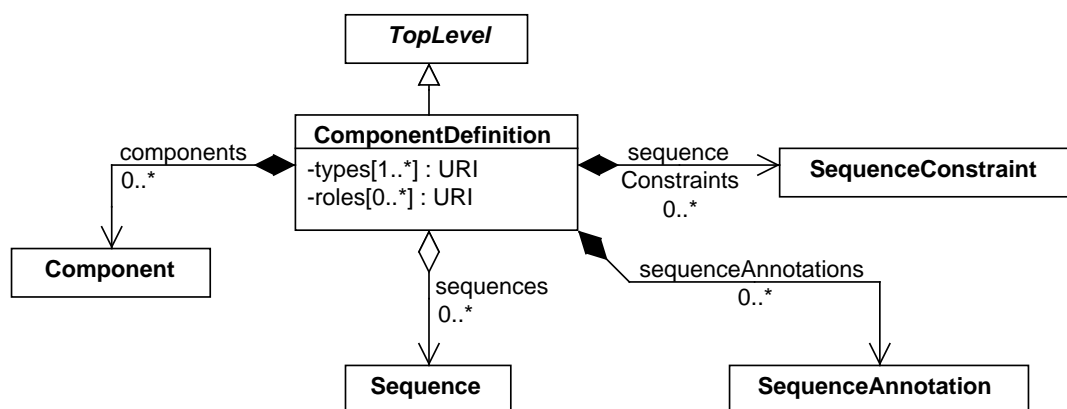 TopLevel
ComponentDefinition
-types[1..*] : URI
-roles[0..*] : URI
components
0..*
sequence
Constraints
0..*
SequenceConstraint
Component
sequences
0..*
sequenceAnnotations
0..*
Sequence
SequenceAnnotation